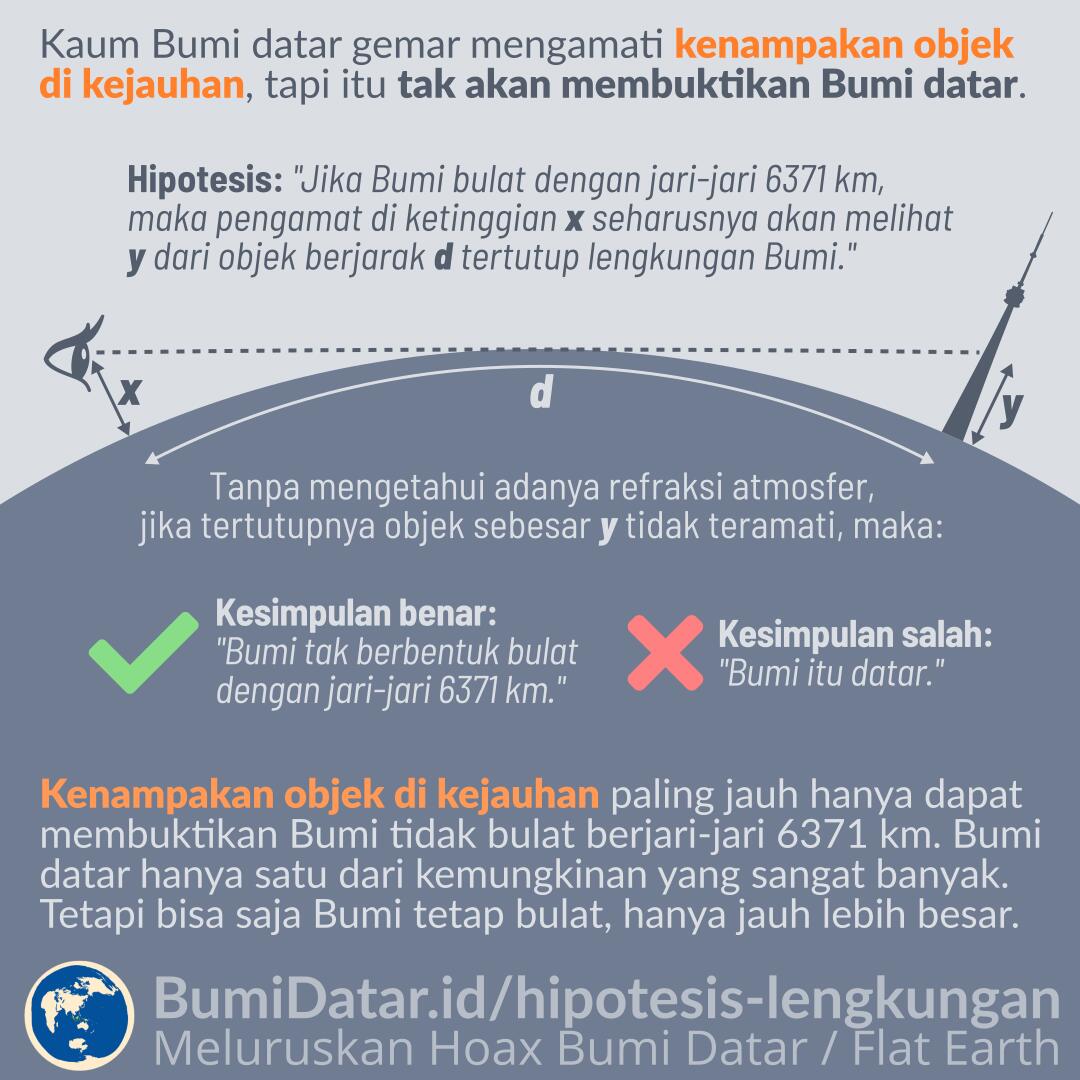 Kaum Bumi datar gemar mengamati kenampakan objek
di kejauhan, tapi itu tak akan membuktikan Bumi datar.
Hipotesis: "Jika Bumi bulat dengan jari-jari 6371 km,
maka pengamat di ketinggian x seharusnya akan melihat
y dari objek berjarak d tertutup lengkungan Bumi."
x
d
y
Tanpa mengetahui adanya refraksi atmosfer,
jika tertutupnya objek sebesar y tidak teramati, maka:
Kesimpulan benar:
"Bumi tak berbentuk bulat
dengan jari-jari 6371 km."
Kesimpulan salah:
"Bumi itu datar."
Kenampakan objek di kejauhan paling jauh hanya dapat
membuktikan Bumi tidak bulat berjari-jari 6371 km. Bumi
datar hanya satu dari kemungkinan yang sangat banyak.
Tetapi bisa saja Bumi tetap bulat, hanya jauh lebih besar.
BumiDatar.id/hipotesis-lengkungan
Meluruskan Hoax Bumi Datar / Flat Earth